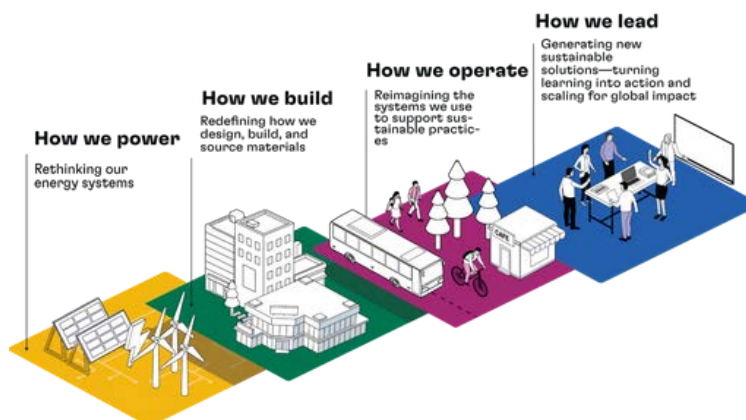 How we power
Rethinking our
energy systems
How we build
Redefining how we
design, build, and
source materials
How we operate
Reimagining the
systems we use
to support sus-
tainable practic-
es
How we lead
Generating new
sustainable
solutions—turning
learning into action and
scaling for global impact
CAFE